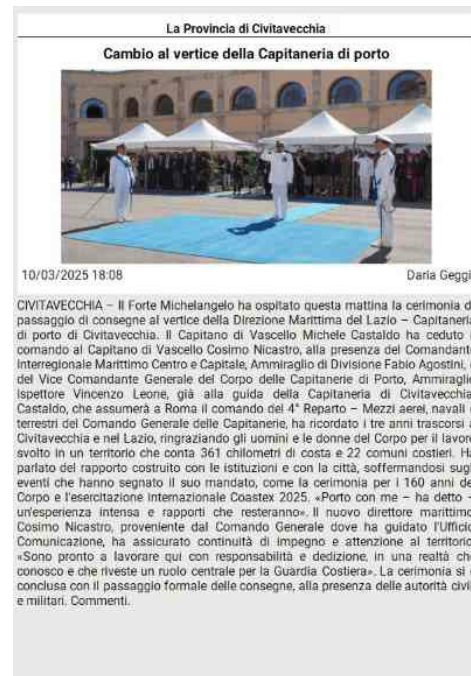 La Provincia di Civitavecchia
Cambio al vertice della Capitaneria di porto
10/03/2025 18:08 Daria Geggi
CIVITAVECCHIA – Il Forte Michelangelo ha ospitato questa mattina la cerimonia d
passaggio di consegne al vertice della Direzione Marittima del Lazio – Capitaneria
di porto di Civitavecchia. Il Capitano di Vascello Michele Castaldo ha ceduto i
comando al Capitano di Vascello Cosimo Nicastro, alla presenza del Comandante
Interregionale Marittimo Centro e Capitale, Ammiraglio di Divisione Fabio Agostini,
del Vice Comandante Generale del Corpo delle Capitanerie di Porto, Ammiraglio
Ispettore Vincenzo Leone, già alla guida della Capitaneria di Civitavecchia
Castaldo, che assumerà a Roma il comando del 4° Reparto – Mezzi aerei, navali
terrestri del Comando Generale delle Capitanerie, ha ricordato i tre anni trascorsi a
Civitavecchia e nel Lazio, ringraziando gli uomini e le donne del Corpo per il lavoro
svolto in un territorio che conta 361 chilometri di costa e 22 comuni costieri. Ha
parlato del rapporto costruito con le istituzioni e con la città, soffermandosi sugl
eventi che hanno segnato il suo mandato, come la cerimonia per i 160 anni de
Corpo e l'esercitazione internazionale Coastex 2025. «Porto con me – ha detto –
un'esperienza intensa e rapporti che resteranno». Il nuovo direttore marittimo
Cosimo Nicastro, proveniente dal Comando Generale dove ha guidato l'Ufficio
Comunicazione, ha assicurato continuità di impegno e attenzione al territorio
«Sono pronto a lavorare qui con responsabilità e dedizione, in una realtà che
conosco e che riveste un ruolo centrale per la Guardia Costiera». La cerimonia si
conclusa con il passaggio formale delle consegne, alla presenza delle autorità civil
e militari. Commenti.